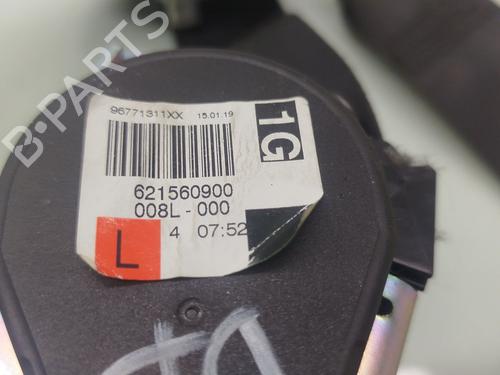 96771311XX 15.01.19
1G
621560900
008L-000
L 4 07:52
B-PARTS